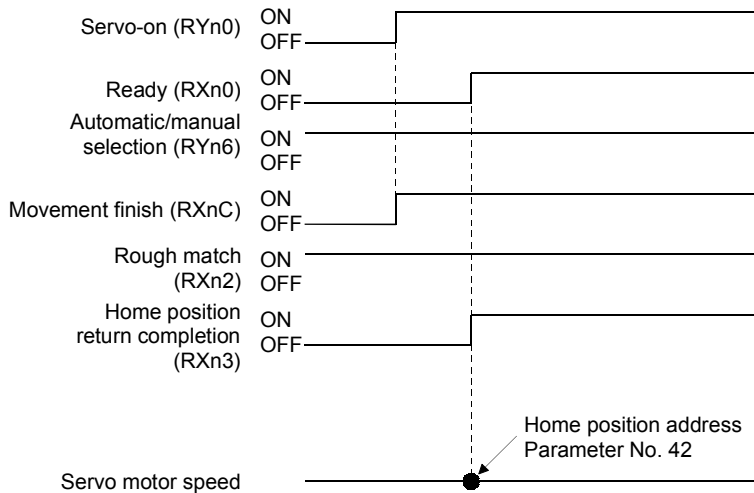 Servo-on (RYn0)
ON
OFF
Ready (RXn0)
ON
OFF
Automatic/manual
selection (RYn6)
ON
OFF
Movement finish (RXnC)
ON
OFF
Rough match
(RXn2)
ON
OFF
Home position
return completion
(RXn3)
ON
OFF
Home position address
Parameter No. 42
Servo motor speed